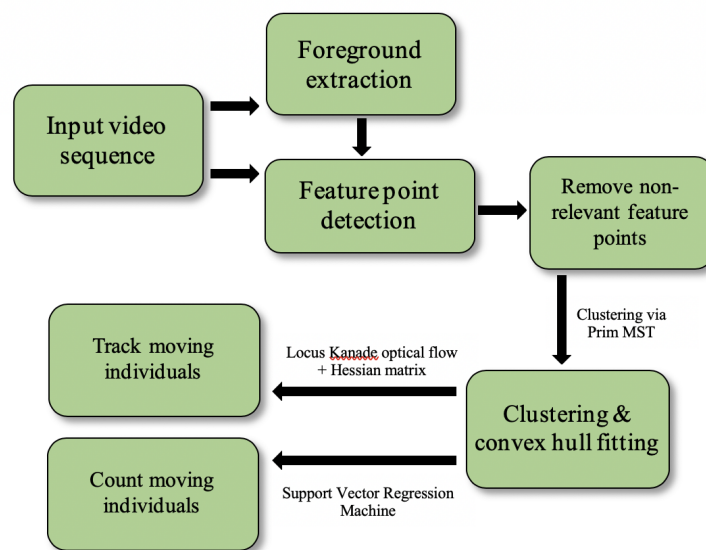 Foreground
extraction
Input video
sequence
Feature point
detection
Remove non-
relevant feature
points
Clustering via
Prim MST
Track moving
individuals
Locus Kanade optical flow
+ Hessian matrix
Clustering &
convex hull fitting
Count moving
individuals
Support Vector Regression
Machine